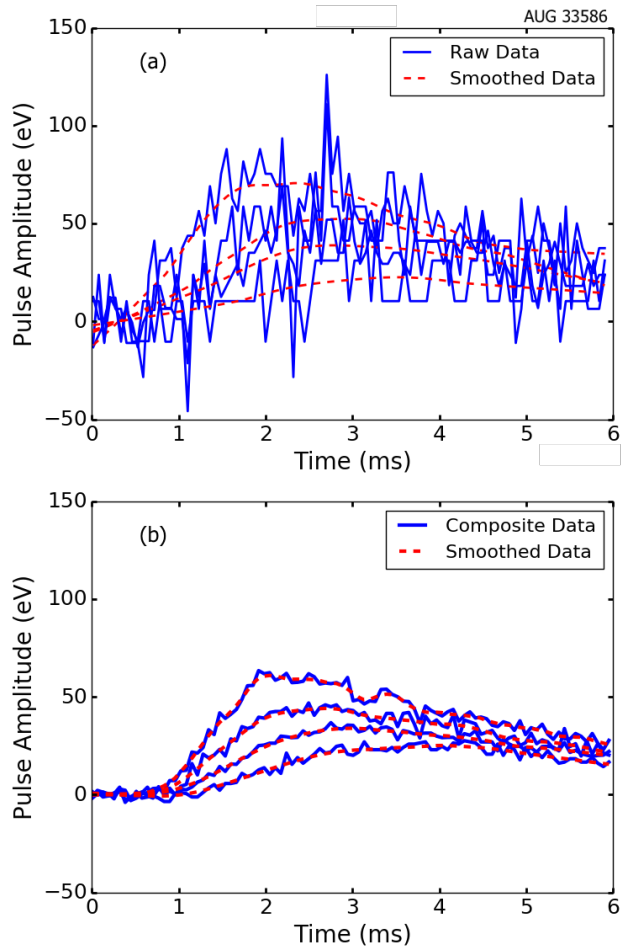 AUG 33586
150
(a)
Raw Data
Smoothed Data
100
50
0
−50
Pulse Amplitude (eV)
0 1 2 3 4 5 6
Time (ms)
150
(b)
Composite Data
Smoothed Data
100
50
0
−50
Pulse Amplitude (eV)
0 1 2 3 4 5 6
Time (ms)